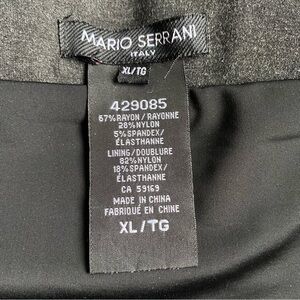 MARIO SERRANI
ITALY
XL/TG
429085
67% RAYON/RAYONNE
28% NYLON
5% SPANDEX/
ÉLASTHANNE
LINING/DOUBLURE
82% NYLON
18% SPANDEX/
ÉLASTHANNE
CA 59169
MADE IN CHINA
FABRIQUÉ EN CHINE
XL/TG